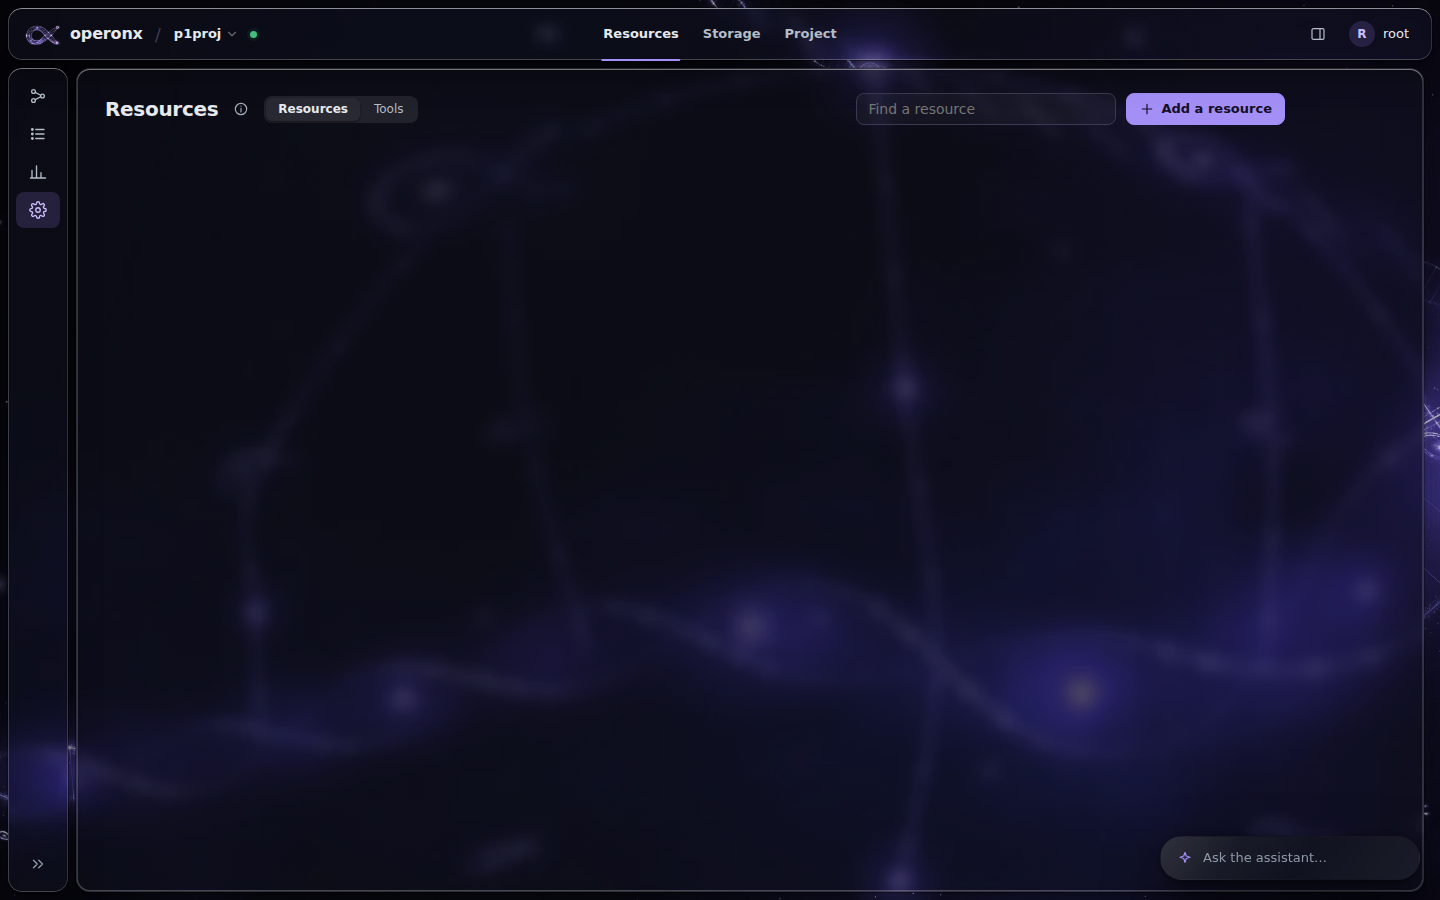 operonx / p1proj
Resources Storage Project
R root
Resources
Resources Tools
Find a resource
Add a resource
Ask the assistant...